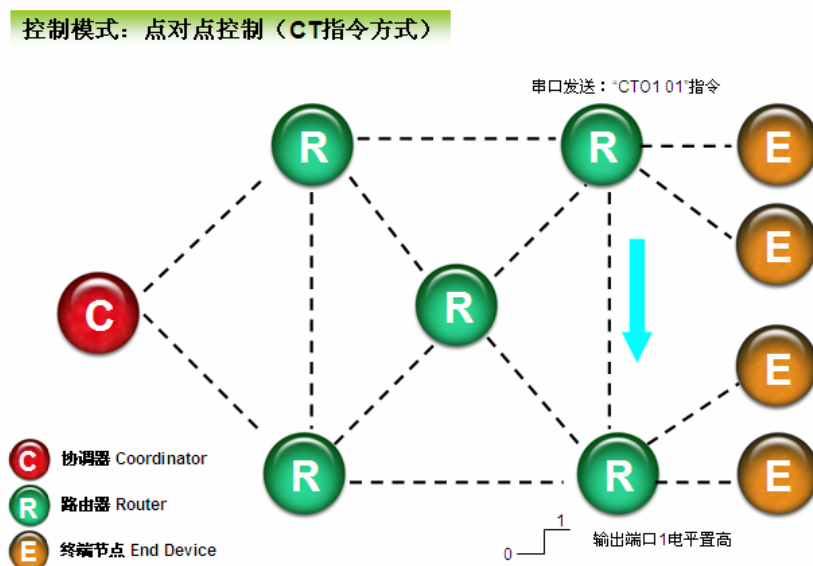 控制模式：点对点控制（CT指令方式）
串口发送：“CTO1 01”指令
R
R
E
E
C
R
E
R
R
E
C 协调器 Coordinator
R 路由器 Router
E 终端节点 End Device
1
0
输出端口1电平置高